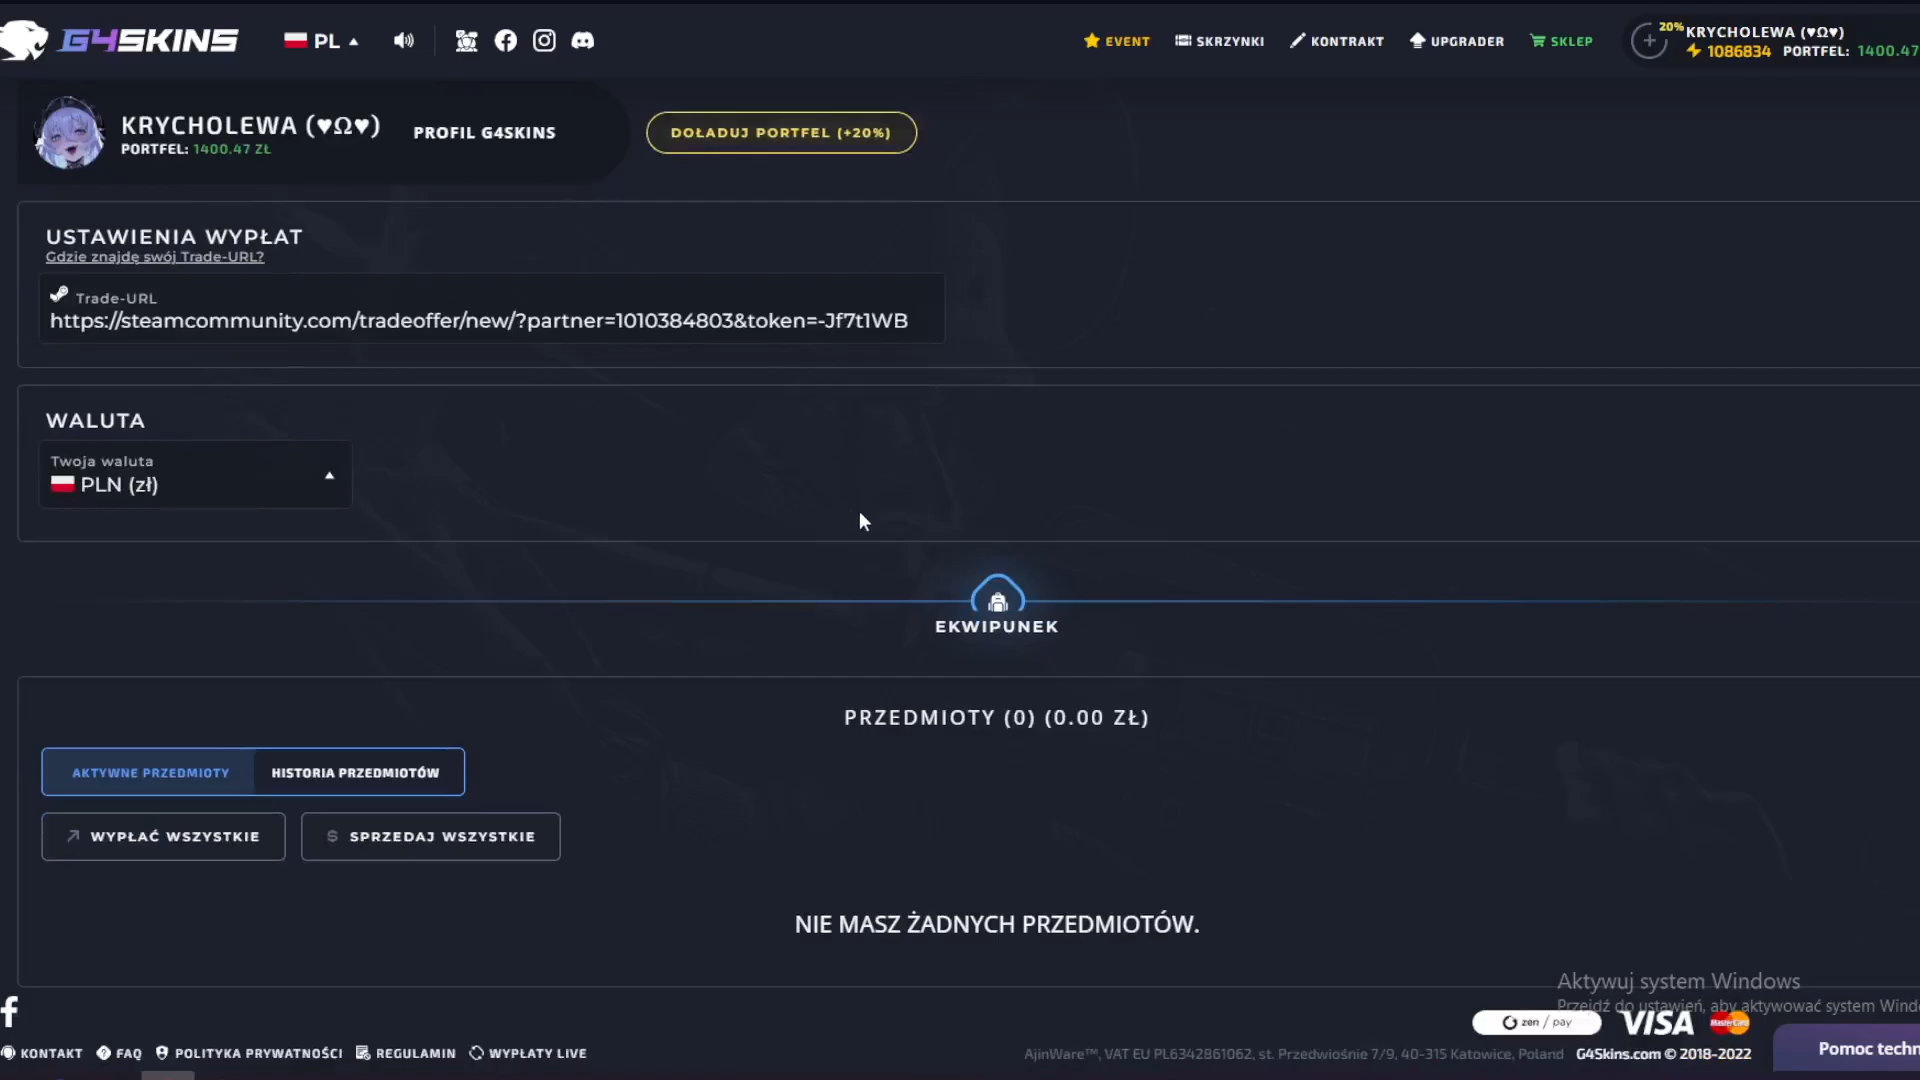 G4SKINS
PL
EVENT
SKRZYNKI
KONTRAKT
UPGRADER
SKLEP
20%
KRYCHOLEWA (♥Ω♥)
1086834 PORTFEL: 1400.47
KRYCHOLEWA (♥Ω♥)
PORTFEL: 1400.47 ZŁ
PROFIL G4SKINS
DOŁADUJ PORTFEL (+20%)
USTAWIENIA WYPŁAT
Gdzie znajdę swój Trade-URL?
Trade-URL
https://steamcommunity.com/tradeoffer/new/?partner=1010384803&token=-Jf7t1WB
WALUTA
Twoja waluta
PLN (zł)
EKWIPUNEK
PRZEDMIOTY (0) (0.00 ZŁ)
AKTYWNE PRZEDMIOTY
HISTORIA PRZEDMIOTÓW
WYPŁAĆ WSZYSTKIE
$ SPRZEDAJ WSZYSTKIE
NIE MASZ ŻADNYCH PRZEDMIOTÓW.
Aktywuj system Windows
Przejdź do ustawień, aby aktywować system Wind
zen / pay
VISA
MasterCard
KONTAKT
FAQ
POLITYKA PRYWATNOŚCI
REGULAMIN
WYPŁATY LIVE
AjinWare™, VAT EU PL6342861062, st. Przedwiośnie 7/9, 40-315 Katowice, Poland
G4Skins.com © 2018-2022
Pomoc techn